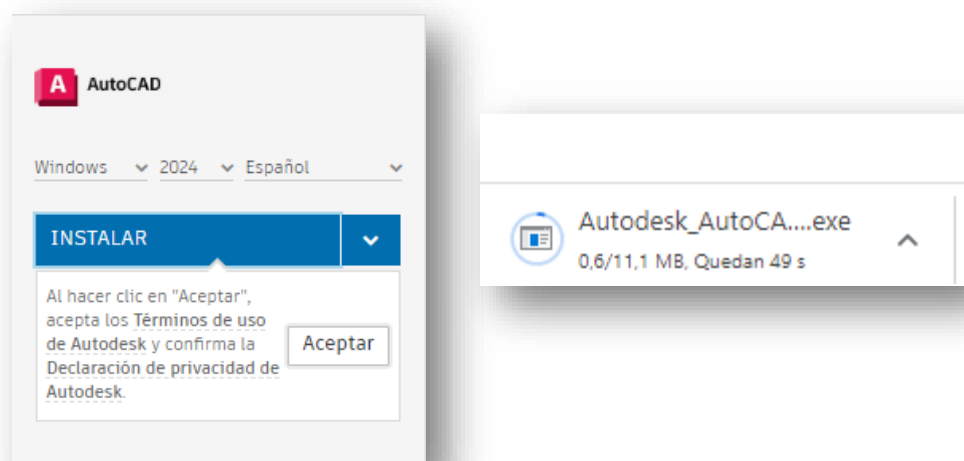 A AutoCAD
Windows 2024 Español
INSTALAR
Al hacer clic en "Aceptar",
acepta los Términos de uso
de Autodesk y confirma la
Declaración de privacidad de
Autodesk.
Aceptar
Autodesk_AutoCA....exe
0,6/11,1 MB, Quedan 49 s